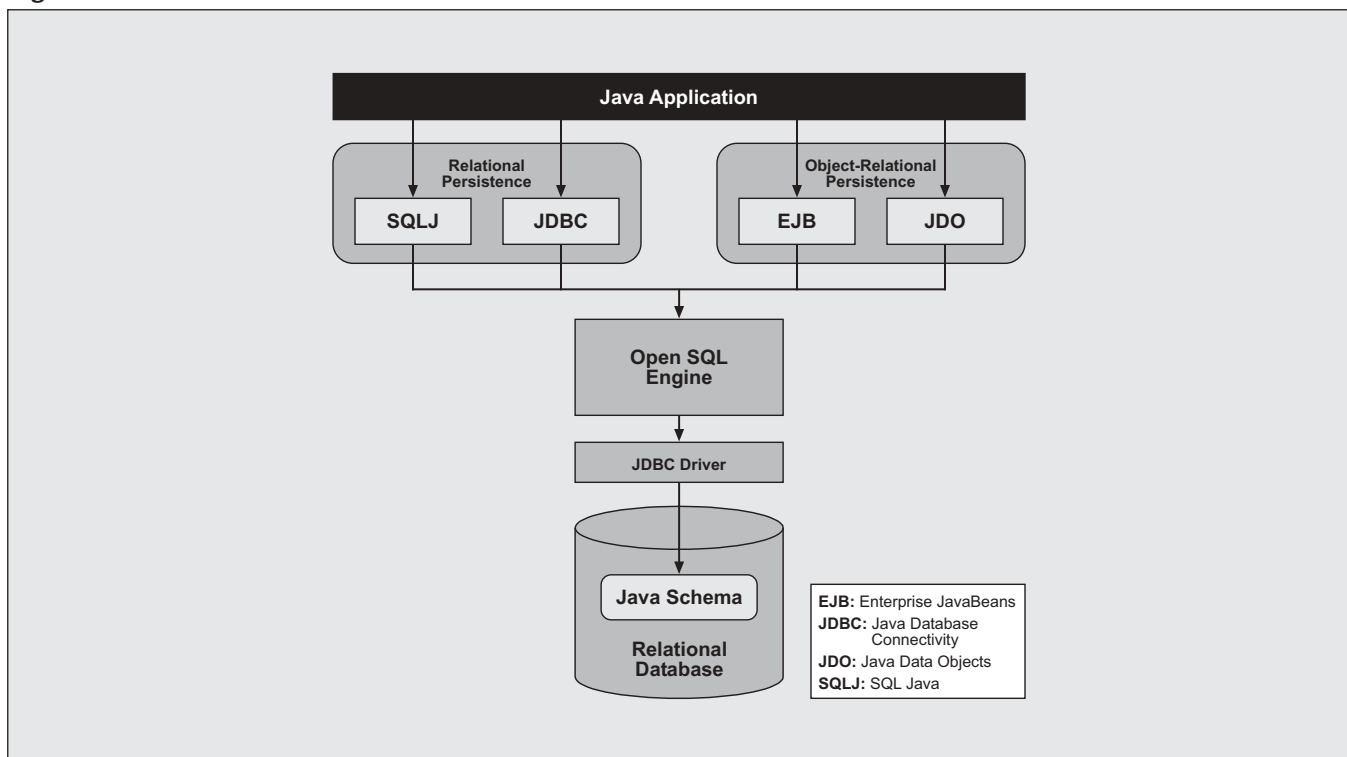 Java Application
Relational
Persistence
Object-Relational
Persistence
SQLJ
JDBC
EJB
JDO
Open SQL
Engine
JDBC Driver
Java Schema
Relational
Database
EJB: Enterprise JavaBeans
JDBC: Java Database
Connectivity
JDO: Java Data Objects
SQLJ: SQL Java